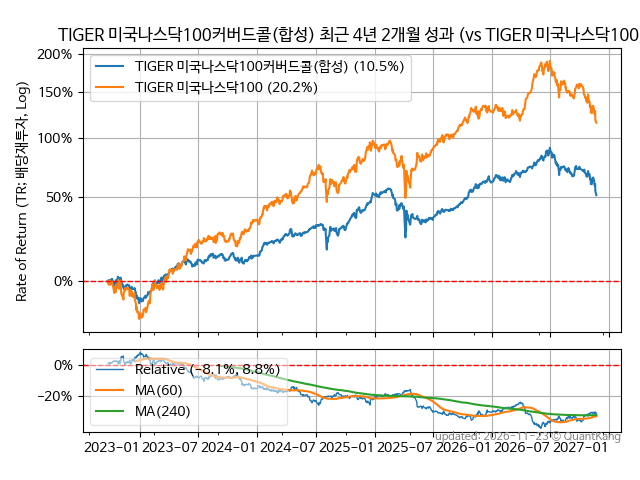 TIGER 미국나스닥100커버드콜(합성) 최근 4년 2개월 성과 (vs TIGER 미국나스닥100
200%
150%
100%
50%
0%
Rate of Return (TR: 배당재투자, Log)
TIGER 미국나스닥100커버드콜(합성) (10.5%)
TIGER 미국나스닥100 (20.2%)
0%
−20%
Relative (−8.1%, 8.8%)
MA(60)
MA(240)
updated: 2026−11−23 © QuantKang
2023−01 2023−07 2024−01 2024−07 2025−01 2025−07 2026−01 2026−07 2027−01